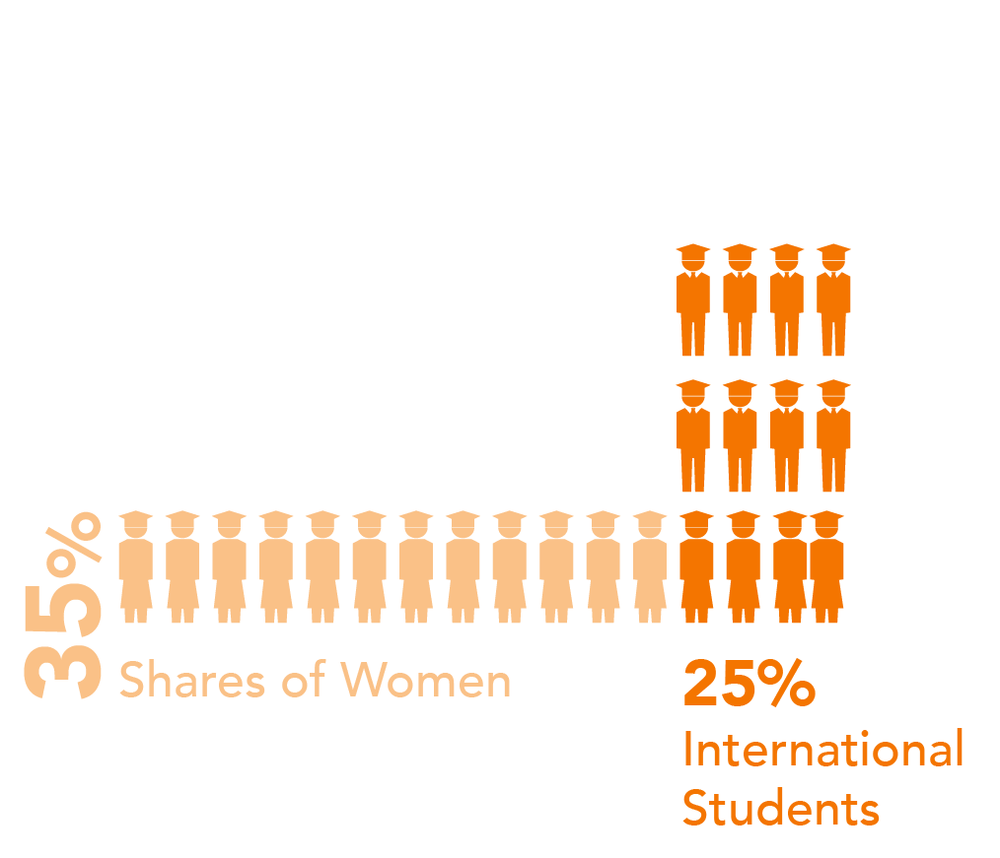 35%
Shares of Women
25%
International
Students